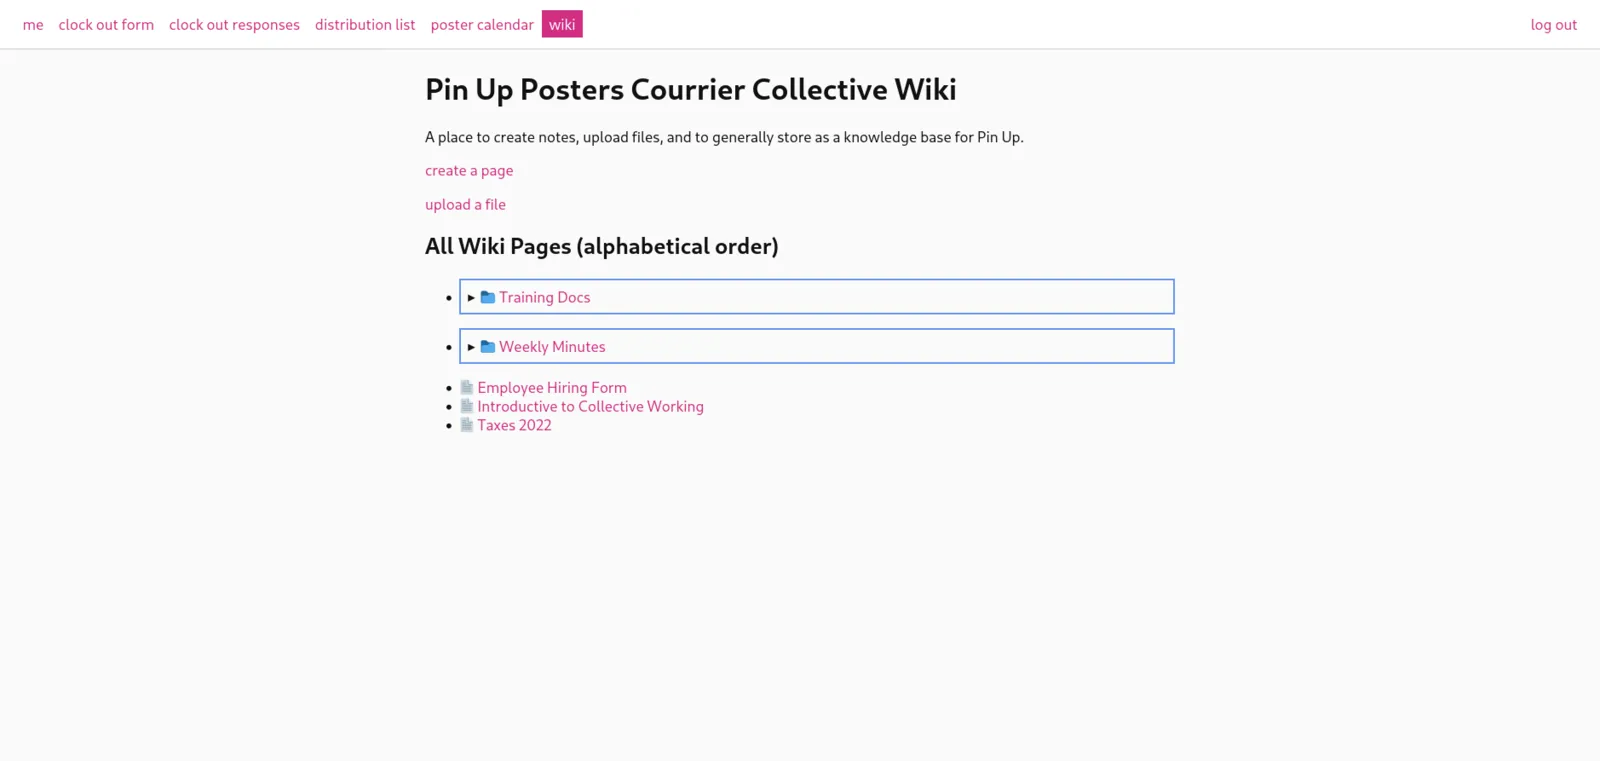 me clock out form clock out responses distribution list poster calendar wiki log out
Pin Up Posters Courrier Collective Wiki
A place to create notes, upload files, and to generally store as a knowledge base for Pin Up.
create a page
upload a file
All Wiki Pages (alphabetical order)
Training Docs
Weekly Minutes
Employee Hiring Form
Introductive to Collective Working
Taxes 2022